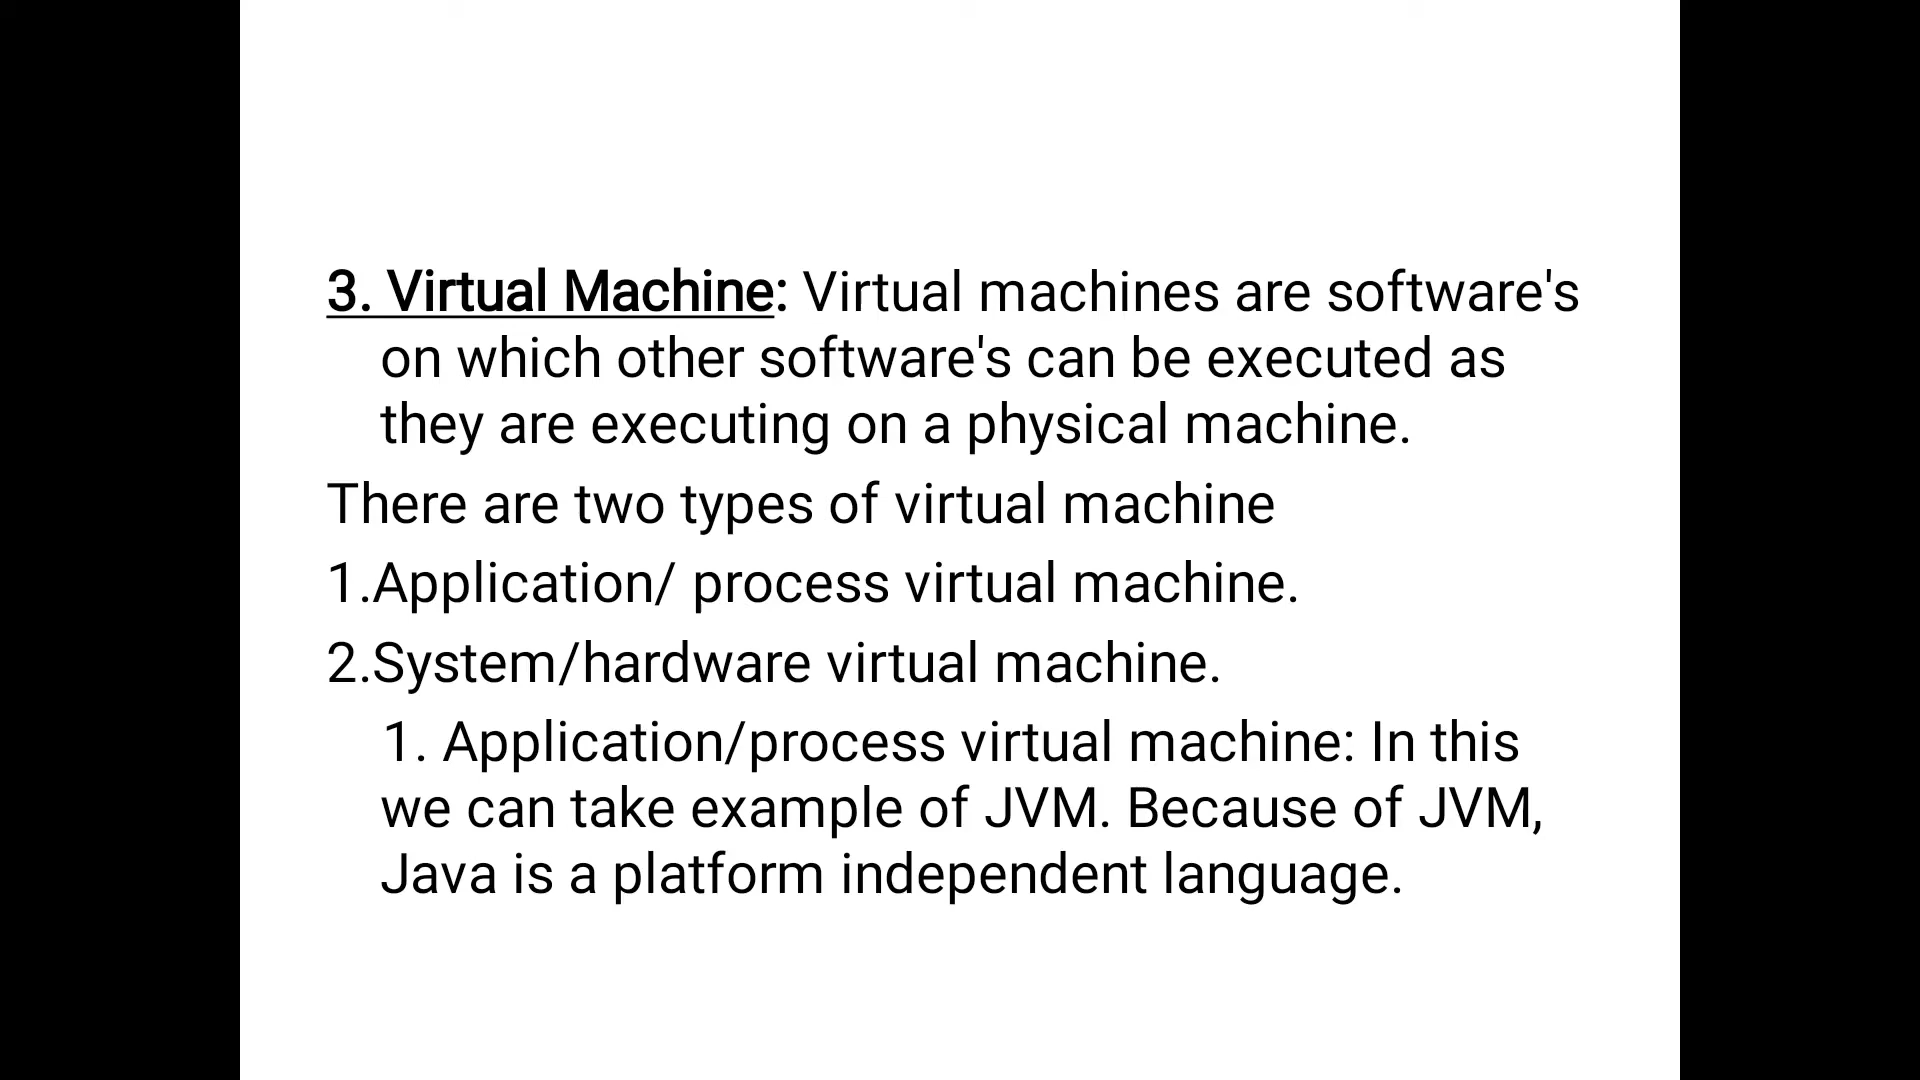 3. Virtual Machine: Virtual machines are software's
on which other software's can be executed as
they are executing on a physical machine.
There are two types of virtual machine
1.Application/ process virtual machine.
2.System/hardware virtual machine.
1. Application/process virtual machine: In this
we can take example of JVM. Because of JVM,
Java is a platform independent language.